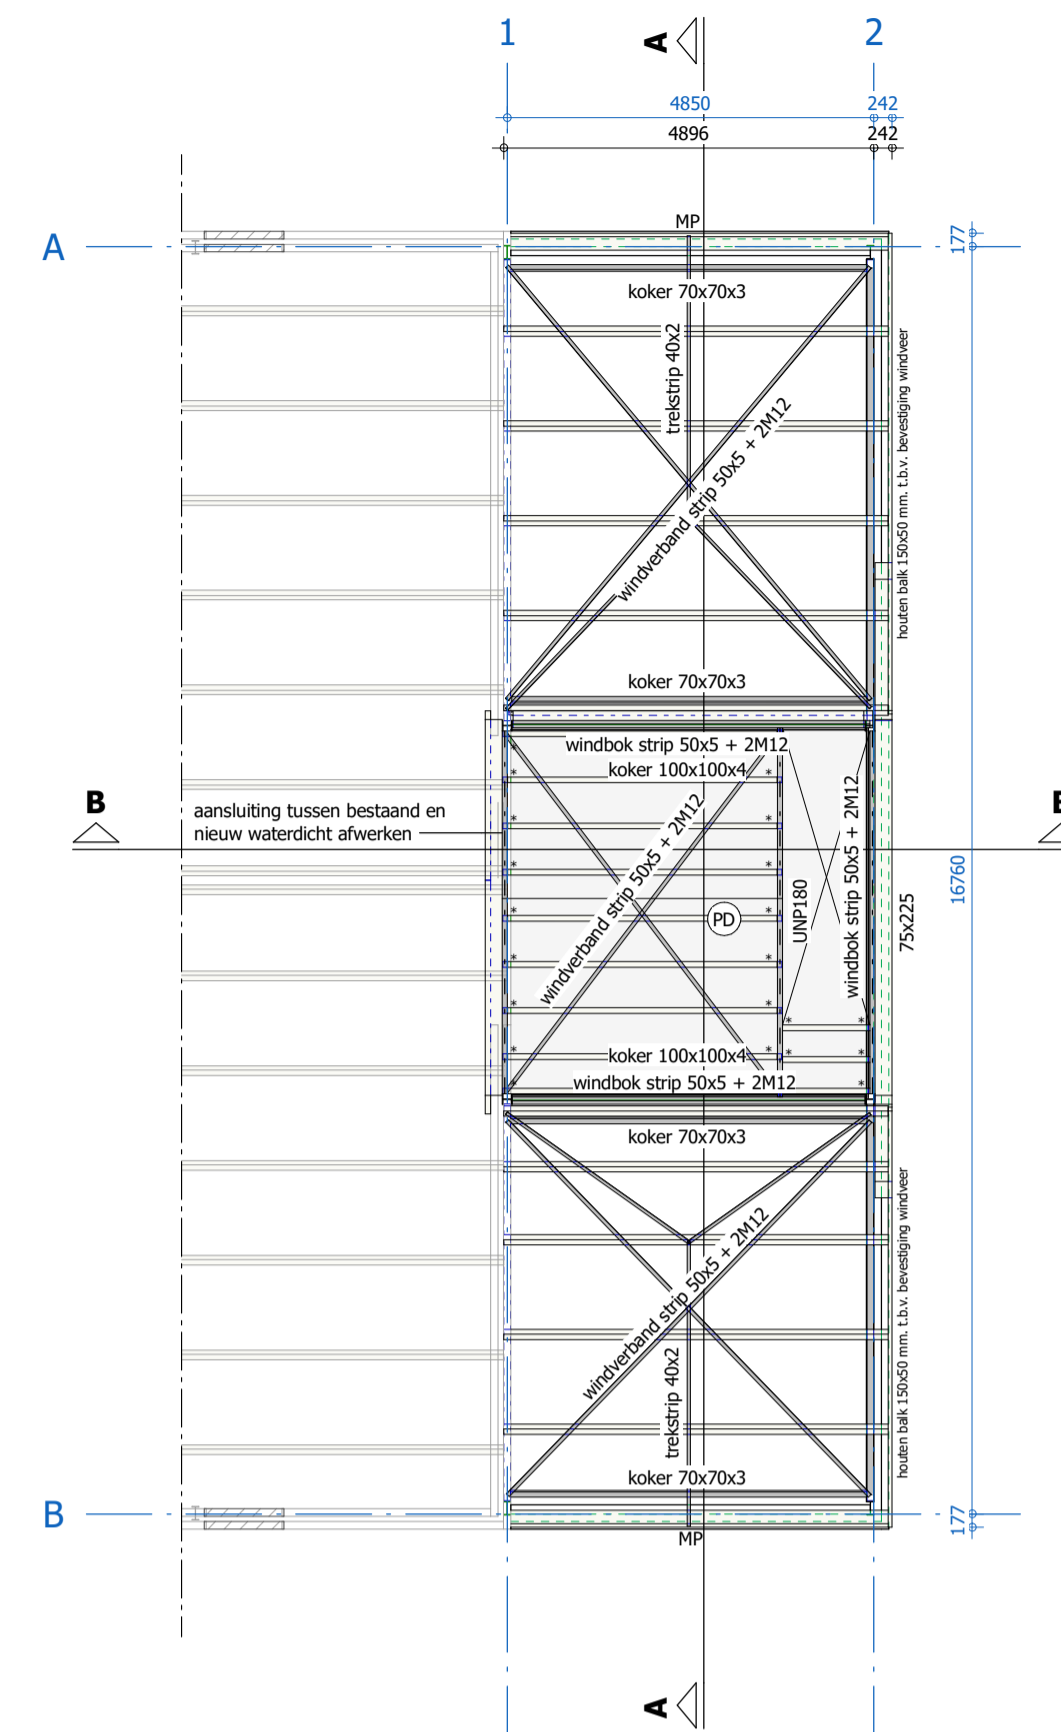 1
2
A
4850
242
4896
242
MP
A
177
koker 70x70x3
trekstrip 40x2
windverband strip 50x5 + 2M12
houten balk 150x50 mm. t.b.v. bevestiging windveer
koker 70x70x3
windbok strip 50x5 + 2M12
koker 100x100x4
B
aansluiting tussen bestaand en
nieuw waterdicht afwerken
windverband strip 50x5 + 2M12
windbok strip 50x5 + 2M12
16760
UNP180
PD
75x225
koker 100x100x4
windbok strip 50x5 + 2M12
koker 70x70x3
windverband strip 50x5 + 2M12
houten balk 150x50 mm. t.b.v. bevestiging windveer
trekstrip 40x2
koker 70x70x3
B
177
MP
A